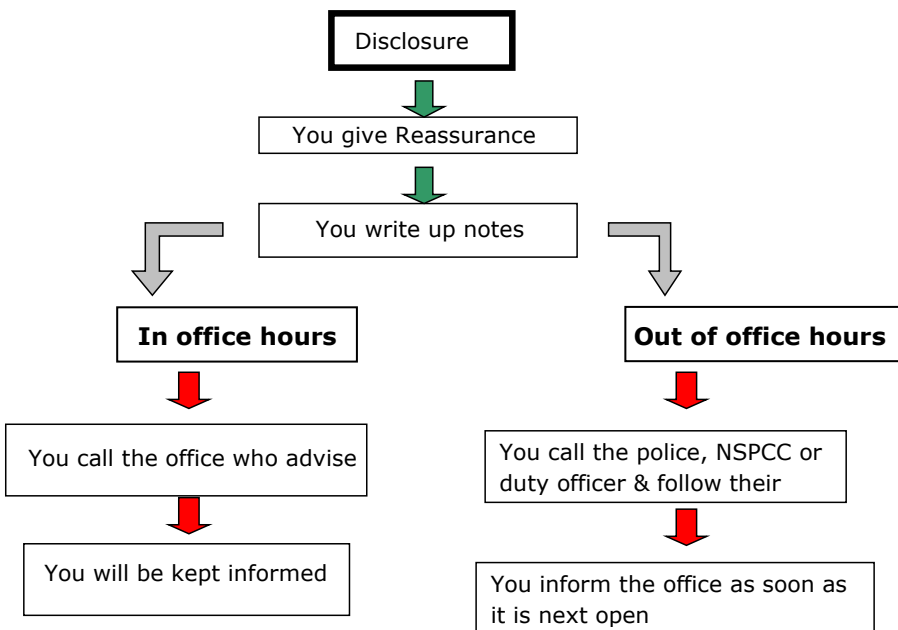 Disclosure
You give Reassurance
You write up notes
In office hours
Out of office hours
You call the office who advise
You call the police, NSPCC or
duty officer & follow their
You will be kept informed
You inform the office as soon as
it is next open